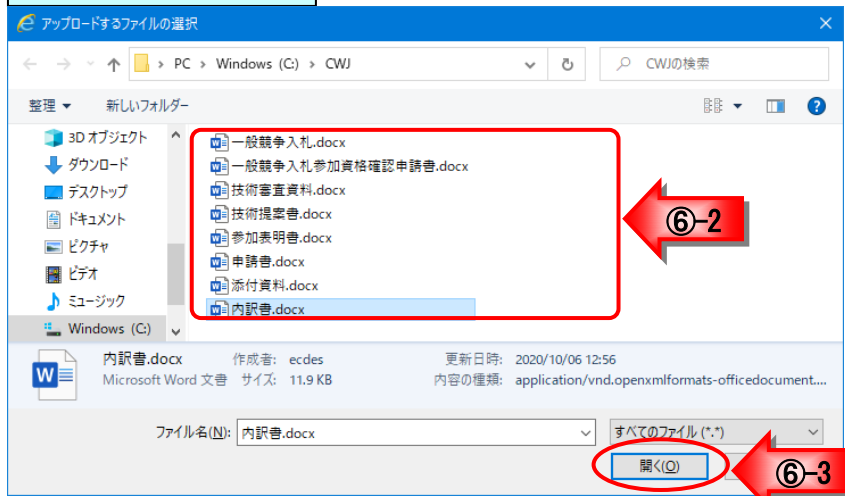 アップロードするファイルの選択
PC > Windows (C:) > CWJ
CWJの検索
整理 新しいフォルダー
3D オブジェクト
ダウンロード
デスクトップ
ドキュメント
ピクチャ
ビデオ
ミュージック
Windows (C:)
一般競争入札.docx
一般競争入札参加資格確認申請書.docx
技術審査資料.docx
技術提案書.docx
参加表明書.docx
申請書.docx
添付資料.docx
内訳書.docx
⑥-2
内訳書.docx 作成者: ecdes 更新日時: 2020/10/06 12:56
Microsoft Word 文書 サイズ: 11.9 KB 内容の種類: application/vnd.openxmlformats-officedocument....
ファイル名(N): 内訳書.docx すべてのファイル (*.*)
開く(O)
⑥-3